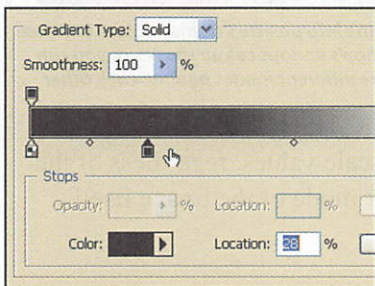 Gradient Type: Solid
Smoothness: 100 %
Stops
Opacity: % Location: %
Color: Location: 28 %